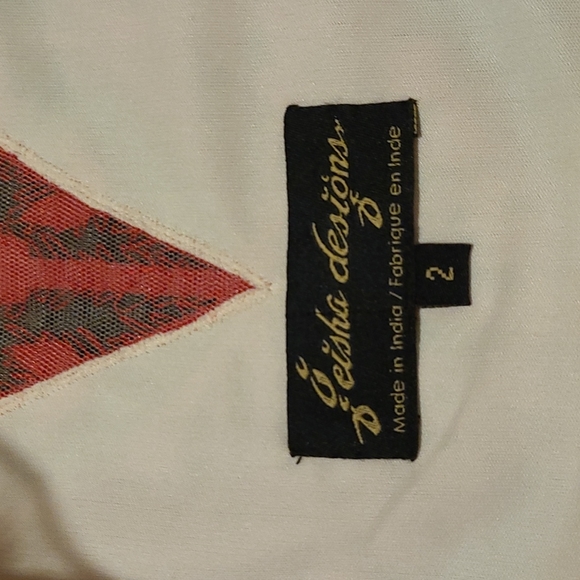 Geisha designs
Made in India / Fabrique en Inde
2